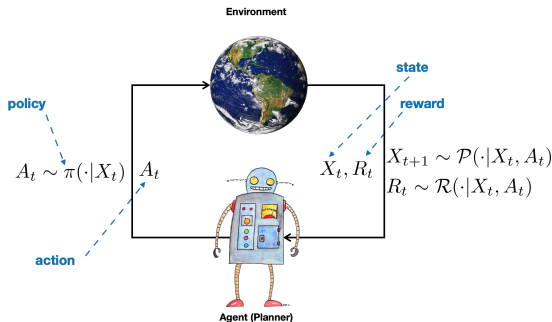 Environment
state
policy
reward
A_t ∼ π(·|X_t)
A_t
X_t, R_t
X_{t+1} ∼ 𝒫(·|X_t, A_t)
R_t ∼ ℛ(·|X_t, A_t)
action
Agent (Planner)